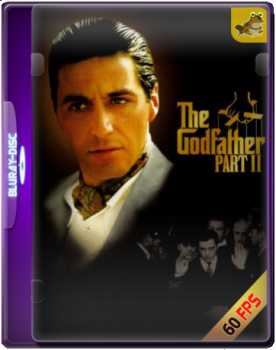 The
Godfather
PART II
BLURAY-DISC
60 FPS